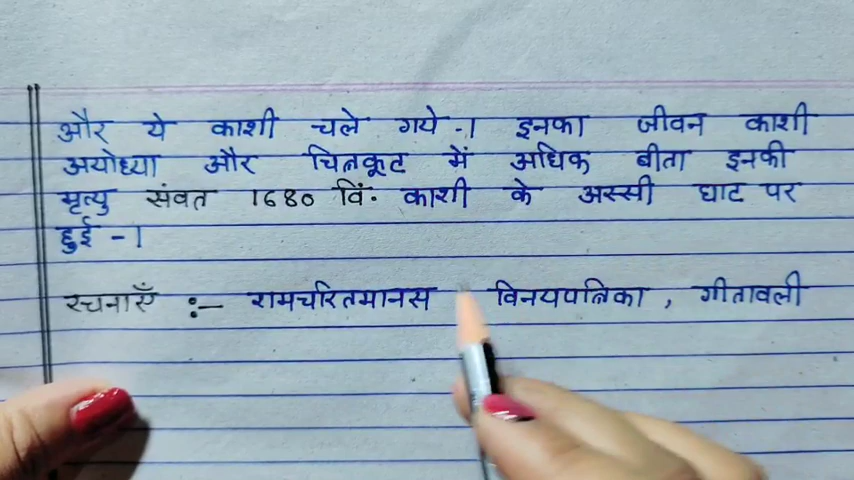 और ये काशी चले गये -। इनका जीवन काशी
अयोध्या और चित्रकूट में अधिक बीता इनकी
मृत्यु संवत 1680 विं. काशी के अस्सी घाट पर
हुई -।
रचनाएँ :- रामचरितमानस विनयपत्रिका , गीतावली